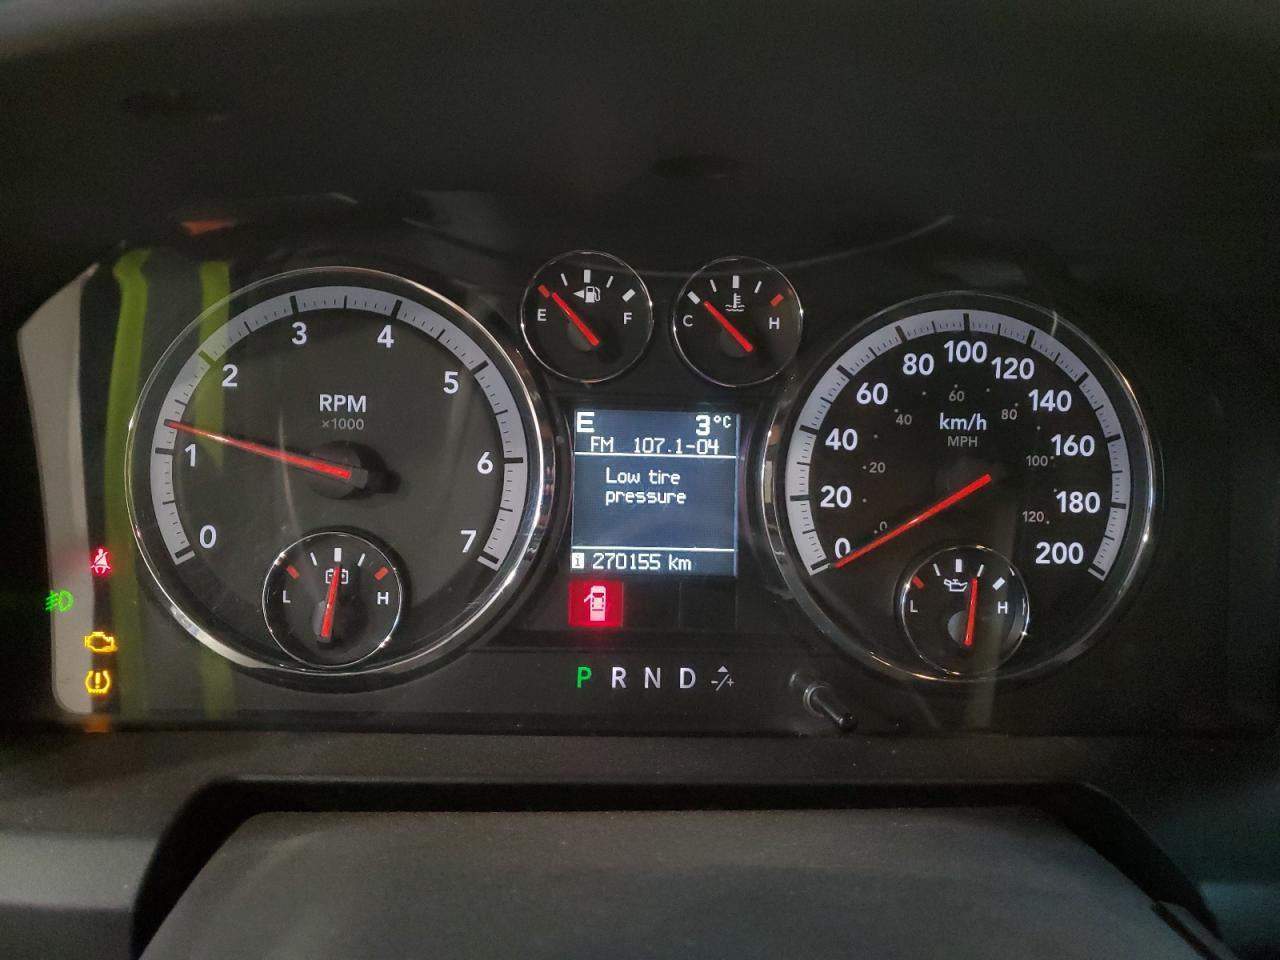 E 3°C
FM 107.1-04
Low tire
pressure
i 270155 km
P R N D -/+
0
1
2
3
4
5
6
7
RPM
×1000
L H
E F
C H
0
20
40
60
80
100
120
140
160
180
200
km/h
MPH
0
20
40
60
80
100
120
L H